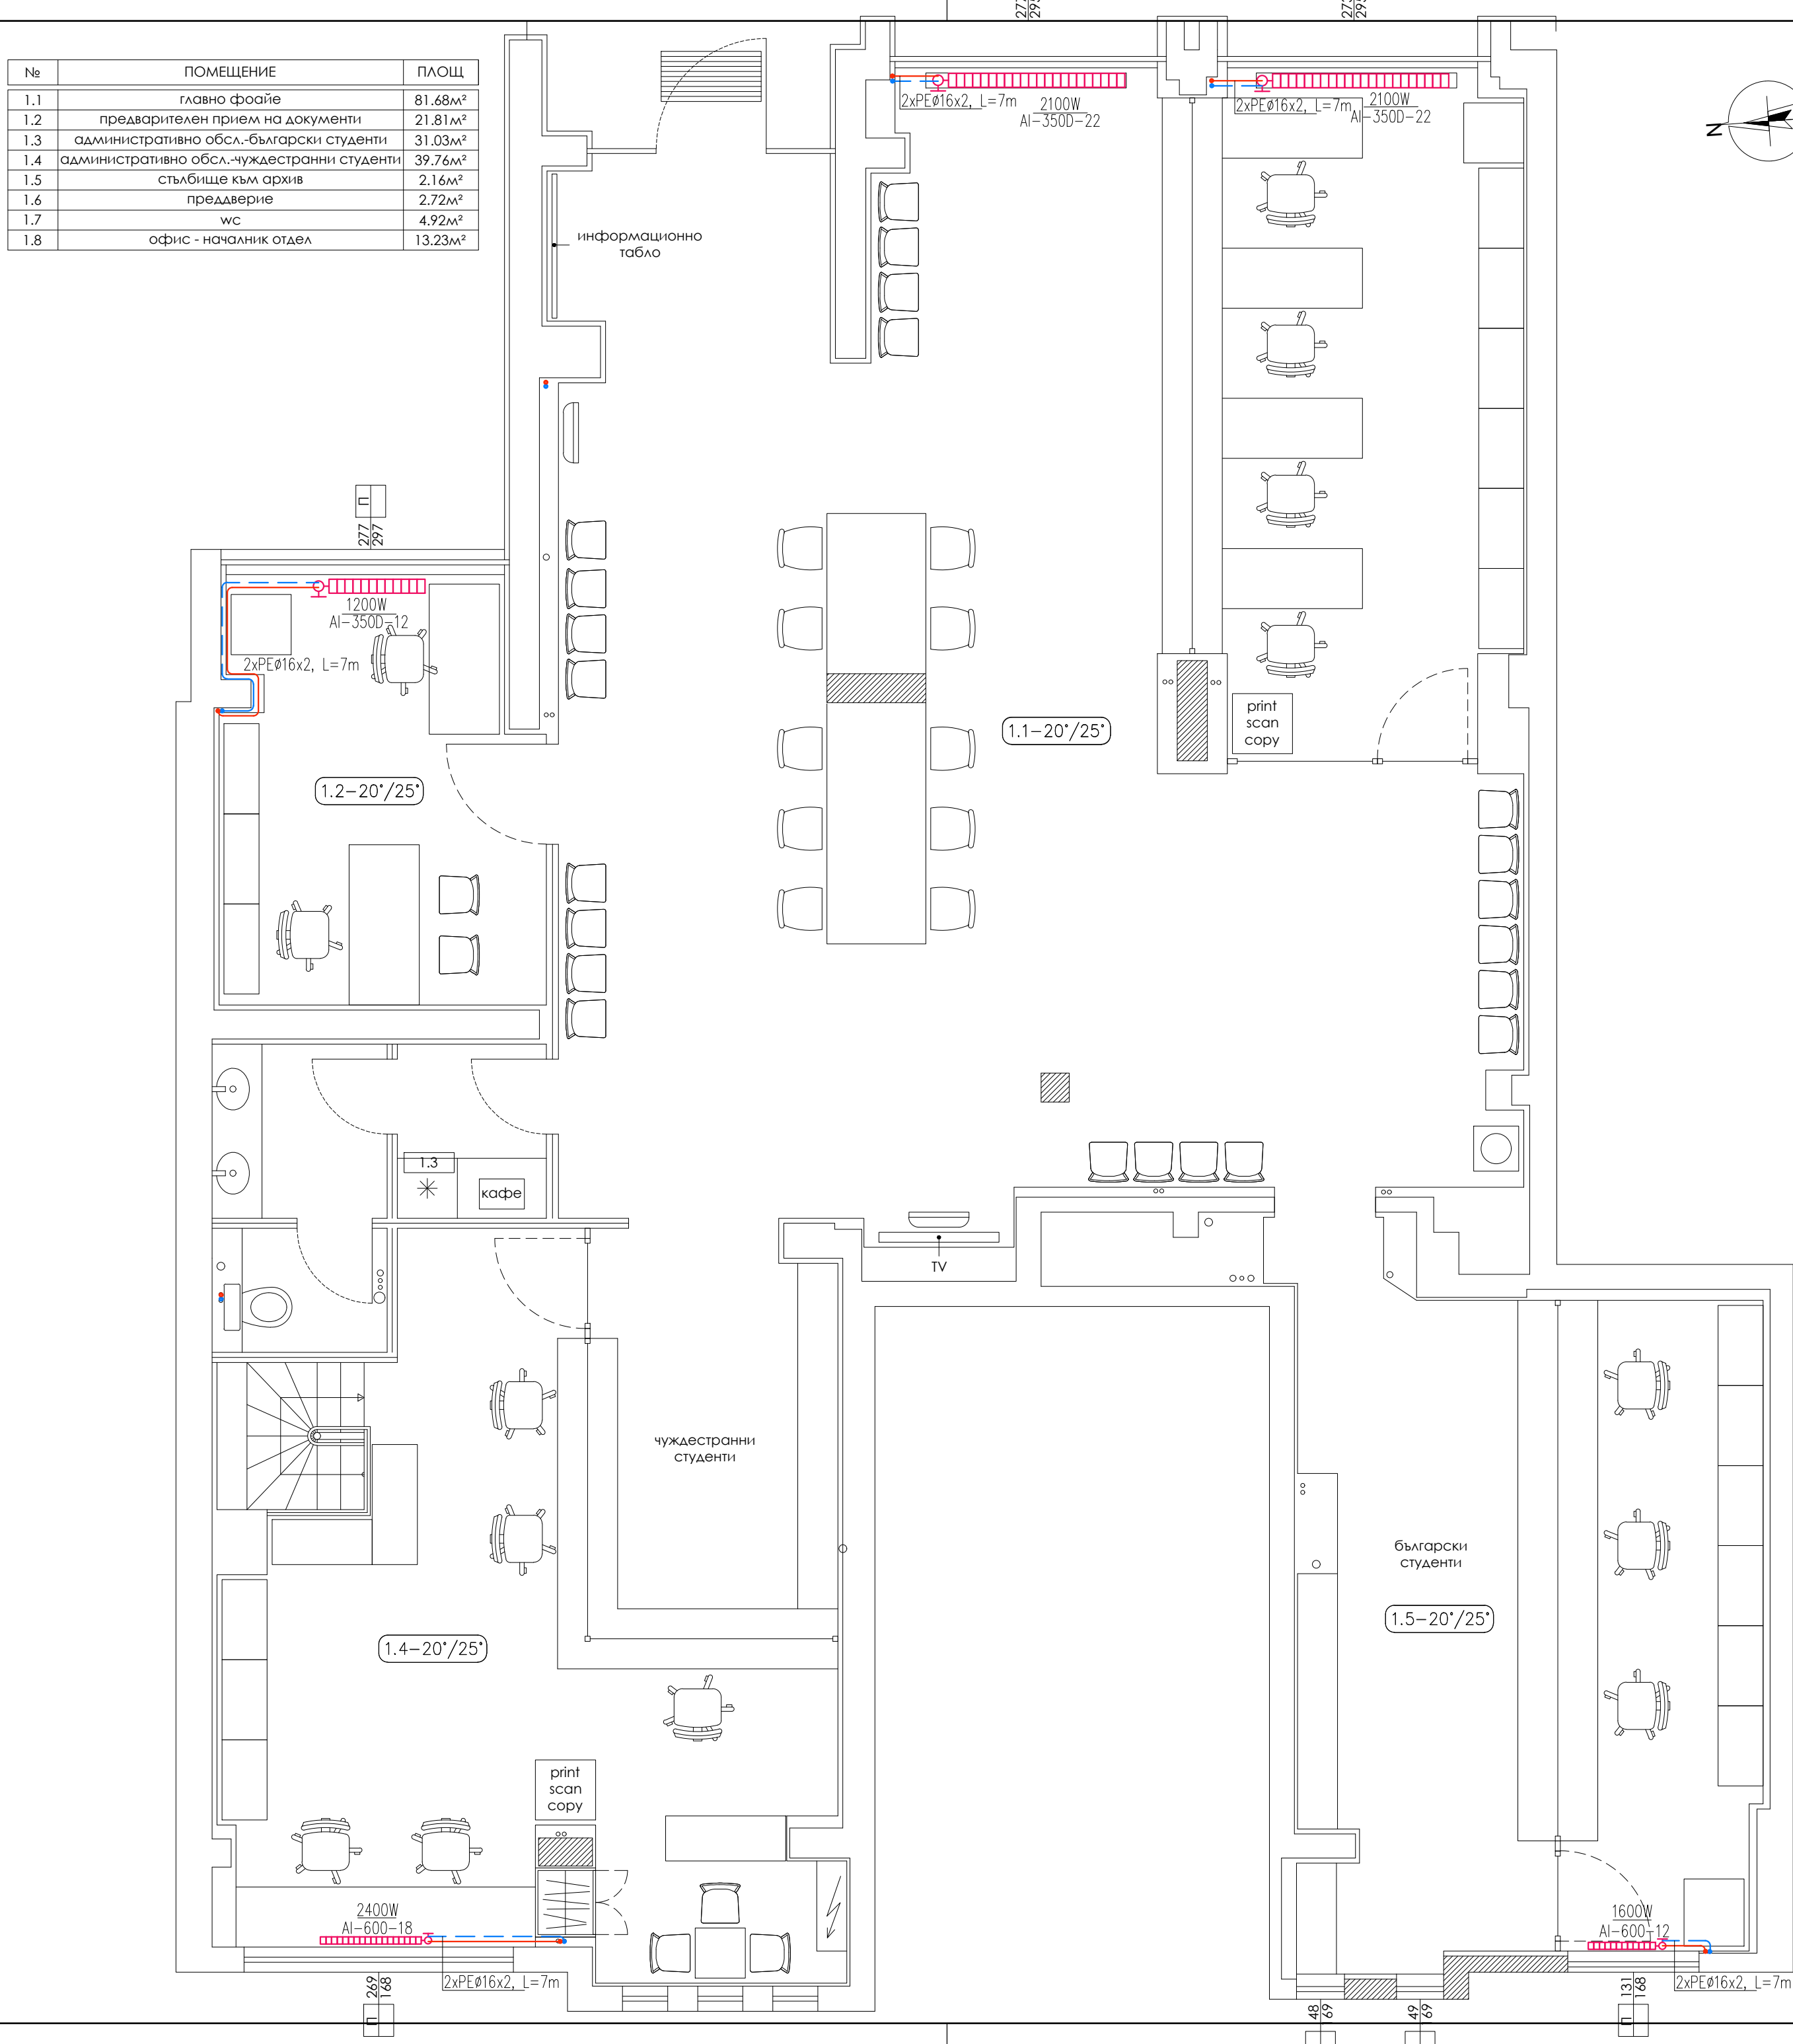 277
295
273
295
№ ПОМЕЩЕНИЕ ПЛОЩ
1.1 главно фоайе 81.68м²
1.2 предварителен прием на документи 21.81м²
1.3 административно обсл.-български студенти 31.03м²
1.4 административно обсл.-чуждестранни студенти 39.76м²
1.5 стълбище към архив 2.16м²
1.6 преддверие 2.72м²
1.7 wc 4.92м²
1.8 офис - началник отдел 13.23м²
2xPEø16x2, L=7m
2100W
AI-350D-22
2xPEø16x2, L=7m
2100W
AI-350D-22
N
информационно
табло
П
277
297
1200W
AI-350D-12
2xPEø16x2, L=7m
1.1-20°/25°
print
scan
copy
1.2-20°/25°
1.3
кафе
TV
чуждестранни
студенти
български
студенти
1.5-20°/25°
1.4-20°/25°
print
scan
copy
2400W
AI-600-18
2xPEø16x2, L=7m
1600W
AI-600-12
2xPEø16x2, L=7m
П
269
168
48
69
49
69
П
131
168